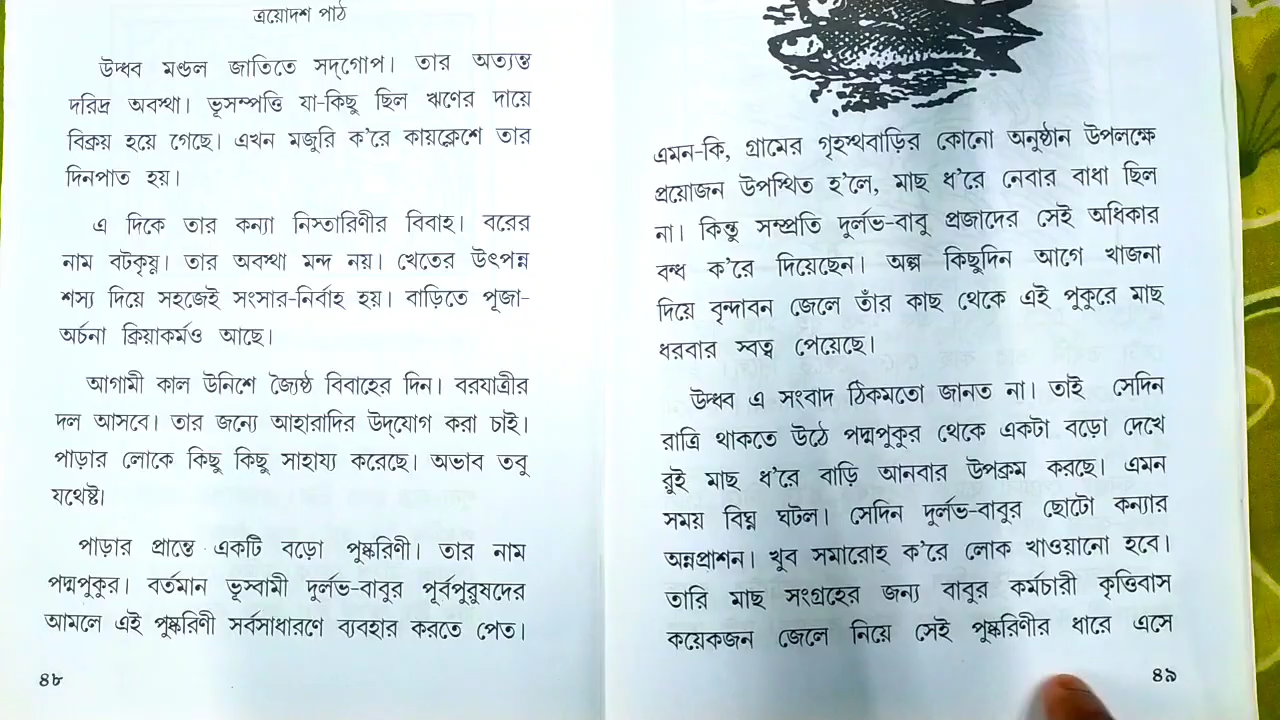 ত্রয়োদশ পাঠ
উদ্ধব মণ্ডল জাতিতে সদ্‌গোপ। তার অত্যন্ত
দরিদ্র অবস্থা। ভূসম্পত্তি যা-কিছু ছিল ঋণের দায়ে
বিক্রয় হয়ে গেছে। এখন মজুরি ক'রে কায়ক্লেশে তার
দিনপাত হয়।
এ দিকে তার কন্যা নিস্তারিণীর বিবাহ। বরের
নাম বটকৃষ্ণ। তার অবস্থা মন্দ নয়। খেতের উৎপন্ন
শস্য দিয়ে সহজেই সংসার-নির্বাহ হয়। বাড়িতে পূজা-
অর্চনা ক্রিয়াকর্মও আছে।
আগামী কাল উনিশে জ্যৈষ্ঠ বিবাহের দিন। বরযাত্রীর
দল আসবে। তার জন্যে আহারাদির উদ্‌যোগ করা চাই।
পাড়ার লোকে কিছু কিছু সাহায্য করেছে। অভাব তবু
যথেষ্ট।
পাড়ার প্রান্তে একটি বড়ো পুষ্করিণী। তার নাম
পদ্মপুকুর। বর্তমান ভূস্বামী দুর্লভ-বাবুর পূর্বপুরুষদের
আমলে এই পুষ্করিণী সর্বসাধারণে ব্যবহার করতে পেত।
৪৮
এমন-কি, গ্রামের গৃহস্থবাড়ির কোনো অনুষ্ঠান উপলক্ষে
প্রয়োজন উপস্থিত হ'লে, মাছ ধ'রে নেবার বাধা ছিল
না। কিন্তু সম্প্রতি দুর্লভ-বাবু প্রজাদের সেই অধিকার
বন্ধ ক'রে দিয়েছেন। অল্প কিছুদিন আগে খাজনা
দিয়ে বৃন্দাবন জেলে তাঁর কাছ থেকে এই পুকুরে মাছ
ধরবার স্বত্ব পেয়েছে।
উদ্ধব এ সংবাদ ঠিকমতো জানত না। তাই সেদিন
রাত্রি থাকতে উঠে পদ্মপুকুর থেকে একটা বড়ো দেখে
রুই মাছ ধ'রে বাড়ি আনবার উপক্রম করছে। এমন
সময় বিঘ্ন ঘটল। সেদিন দুর্লভ-বাবুর ছোটো কন্যার
অন্নপ্রাশন। খুব সমারোহ ক'রে লোক খাওয়ানো হবে।
তারি মাছ সংগ্রহের জন্য বাবুর কর্মচারী কৃত্তিবাস
কয়েকজন জেলে নিয়ে সেই পুষ্করিণীর ধারে এসে
৪৯